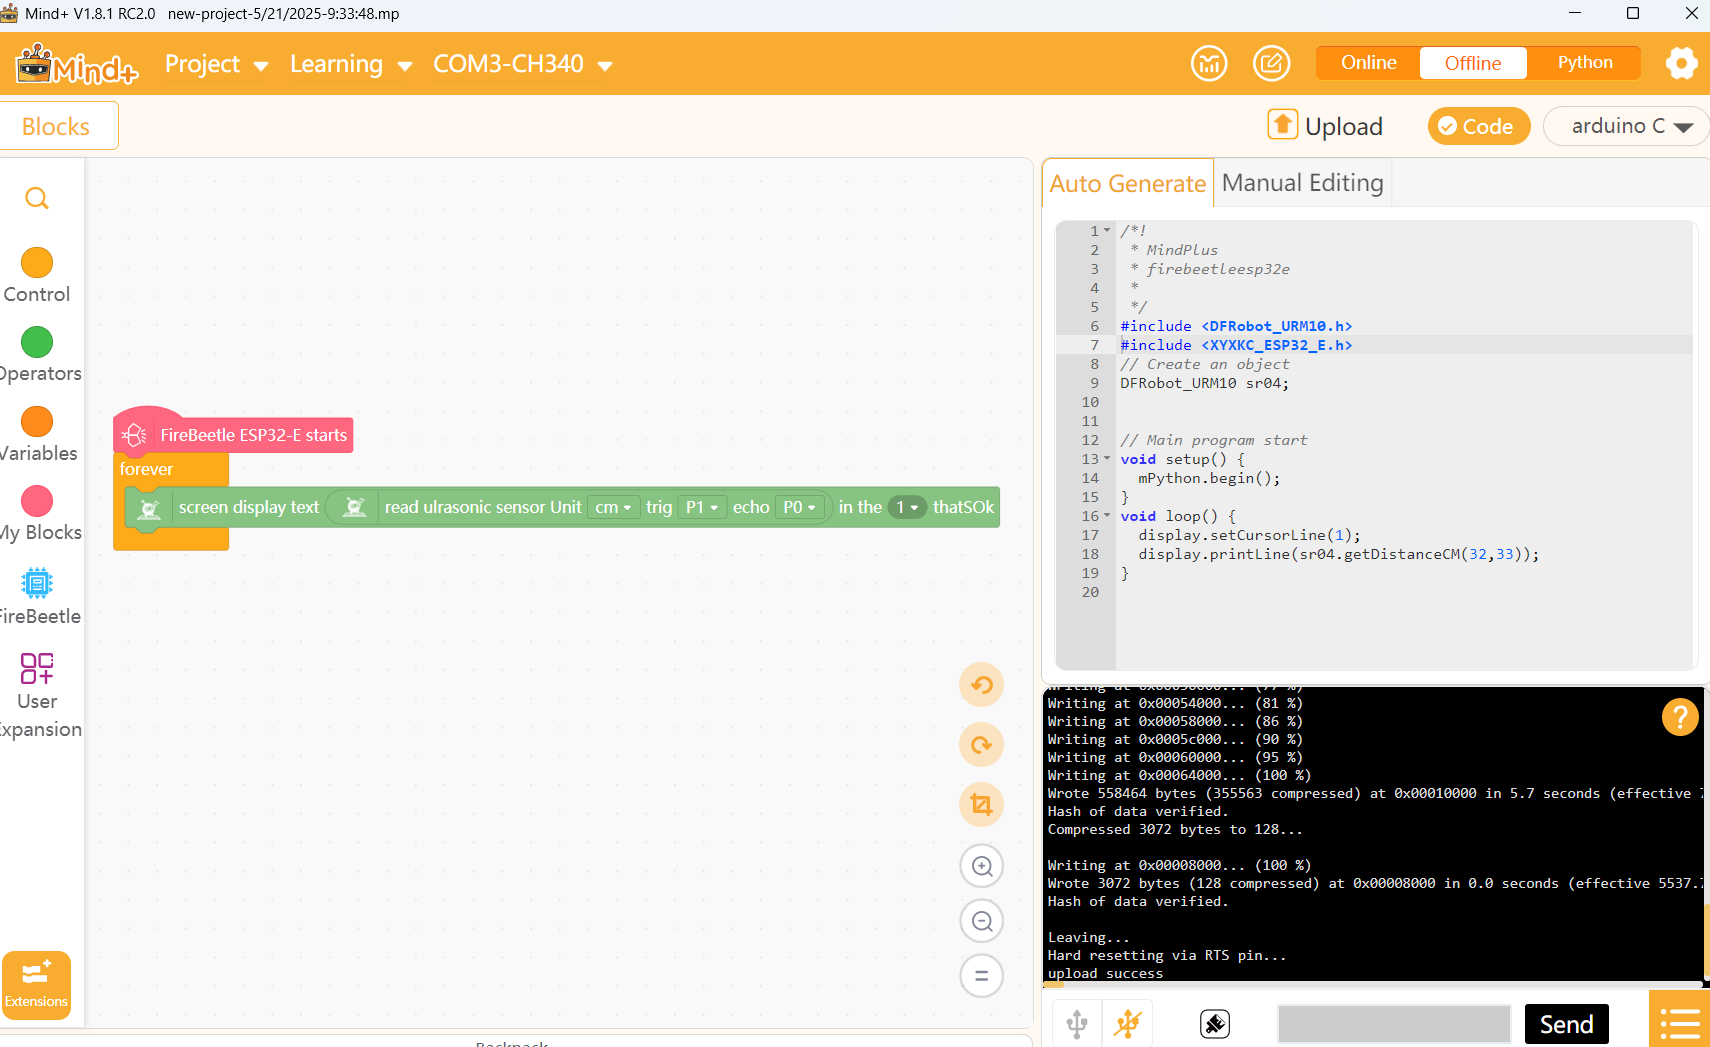 Mind+ V1.8.1 RC2.0 new-project-5/21/2025-9:33:48.mp
Mind+ Project Learning COM3-CH340 Online Offline Python
Blocks
Upload Code arduino C
Auto Generate Manual Editing
Control
Operators
Variables
My Blocks
FireBeetle
User
Expansion
Extensions
FireBeetle ESP32-E starts
forever
screen display text read ulrasonic sensor Unit cm trig P1 echo P0 in the 1 thatSOk
1 /*!
2 * MindPlus
3 * firebeetleesp32e
4 *
5 */
6 #include <DFRobot_URM10.h>
7 #include <XYXKC_ESP32_E.h>
8 // Create an object
9 DFRobot_URM10 sr04;
10
11
12 // Main program start
13 void setup() {
14 mPython.begin();
15 }
16 void loop() {
17 display.setCursorLine(1);
18 display.printLine(sr04.getDistanceCM(32,33));
19 }
20
Writing at 0x00054000... (81 %)
Writing at 0x00058000... (86 %)
Writing at 0x0005c000... (90 %)
Writing at 0x00060000... (95 %)
Writing at 0x00064000... (100 %)
Wrote 558464 bytes (355563 compressed) at 0x00010000 in 5.7 seconds (effective
Hash of data verified.
Compressed 3072 bytes to 128...
Writing at 0x00008000... (100 %)
Wrote 3072 bytes (128 compressed) at 0x00008000 in 0.0 seconds (effective 5537.
Hash of data verified.
Leaving...
Hard resetting via RTS pin...
upload success
Send
Backpack